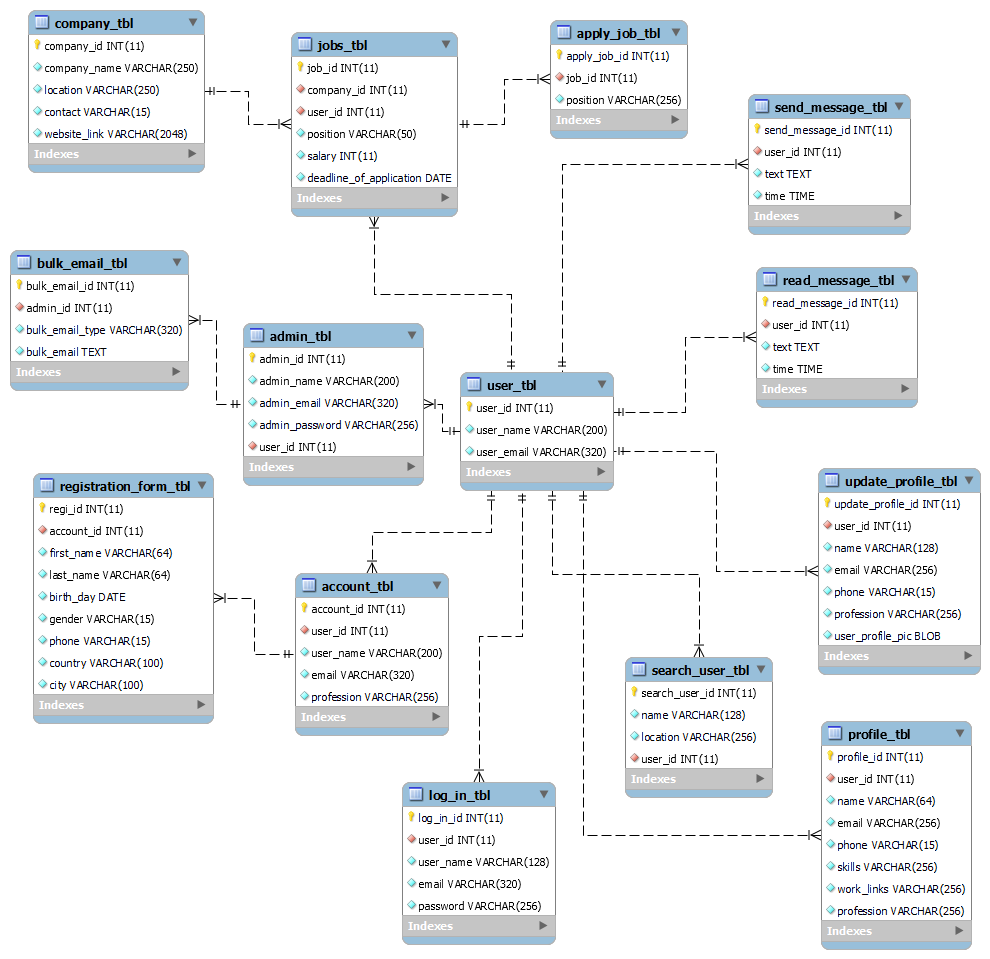 company_tbl
company_id INT(11)
company_name VARCHAR(250)
location VARCHAR(250)
contact VARCHAR(15)
website_link VARCHAR(2048)
Indexes
jobs_tbl
job_id INT(11)
company_id INT(11)
user_id INT(11)
position VARCHAR(50)
salary INT(11)
deadline_of_application DATE
Indexes
apply_job_tbl
apply_job_id INT(11)
job_id INT(11)
position VARCHAR(256)
Indexes
send_message_tbl
send_message_id INT(11)
user_id INT(11)
text TEXT
time TIME
Indexes
bulk_email_tbl
bulk_email_id INT(11)
admin_id INT(11)
bulk_email_type VARCHAR(320)
bulk_email TEXT
Indexes
admin_tbl
admin_id INT(11)
admin_name VARCHAR(200)
admin_email VARCHAR(320)
admin_password VARCHAR(256)
user_id INT(11)
Indexes
user_tbl
user_id INT(11)
user_name VARCHAR(200)
user_email VARCHAR(320)
Indexes
read_message_tbl
read_message_id INT(11)
user_id INT(11)
text TEXT
time TIME
Indexes
registration_form_tbl
regi_id INT(11)
account_id INT(11)
first_name VARCHAR(64)
last_name VARCHAR(64)
birth_day DATE
gender VARCHAR(15)
phone VARCHAR(15)
country VARCHAR(100)
city VARCHAR(100)
Indexes
account_tbl
account_id INT(11)
user_id INT(11)
user_name VARCHAR(200)
email VARCHAR(320)
profession VARCHAR(256)
Indexes
update_profile_tbl
update_profile_id INT(11)
user_id INT(11)
name VARCHAR(128)
email VARCHAR(256)
phone VARCHAR(15)
profession VARCHAR(256)
user_profile_pic BLOB
Indexes
search_user_tbl
search_user_id INT(11)
name VARCHAR(128)
location VARCHAR(256)
user_id INT(11)
Indexes
log_in_tbl
log_in_id INT(11)
user_id INT(11)
user_name VARCHAR(128)
email VARCHAR(320)
password VARCHAR(256)
Indexes
profile_tbl
profile_id INT(11)
user_id INT(11)
name VARCHAR(64)
email VARCHAR(256)
phone VARCHAR(15)
skills VARCHAR(256)
work_links VARCHAR(256)
profession VARCHAR(256)
Indexes